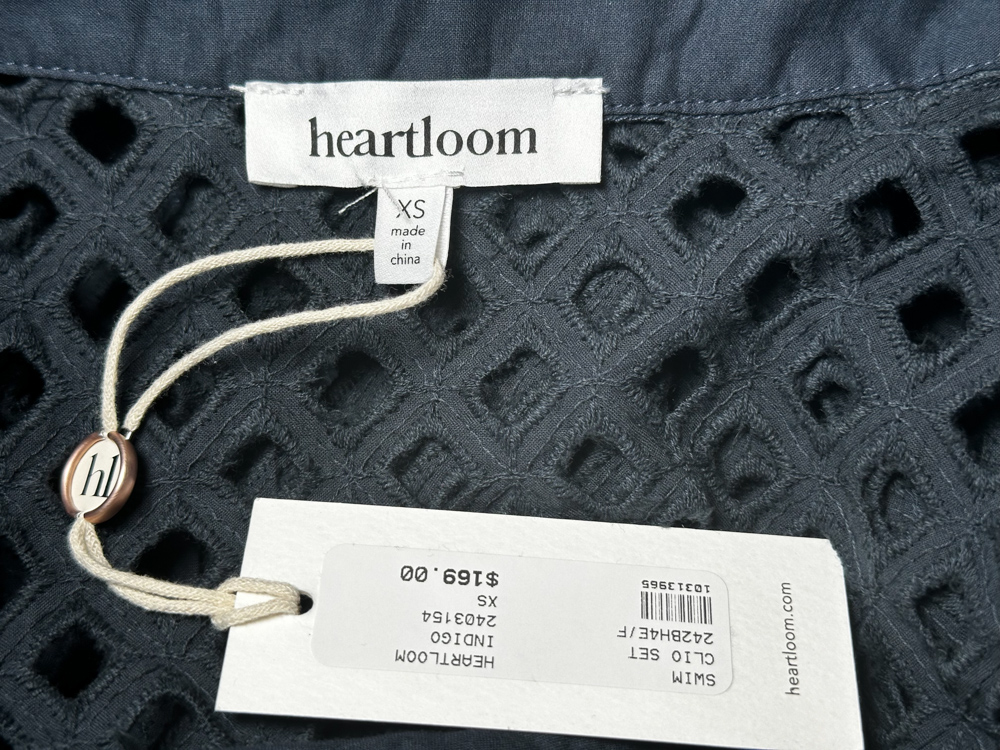 heartloom
XS
made
in
china
hl
SWIM
CLIO SET
242BH4E/F
10313965
HEARTLOOM
INDIGO
2403154
XS
$169.00
heartloom.com